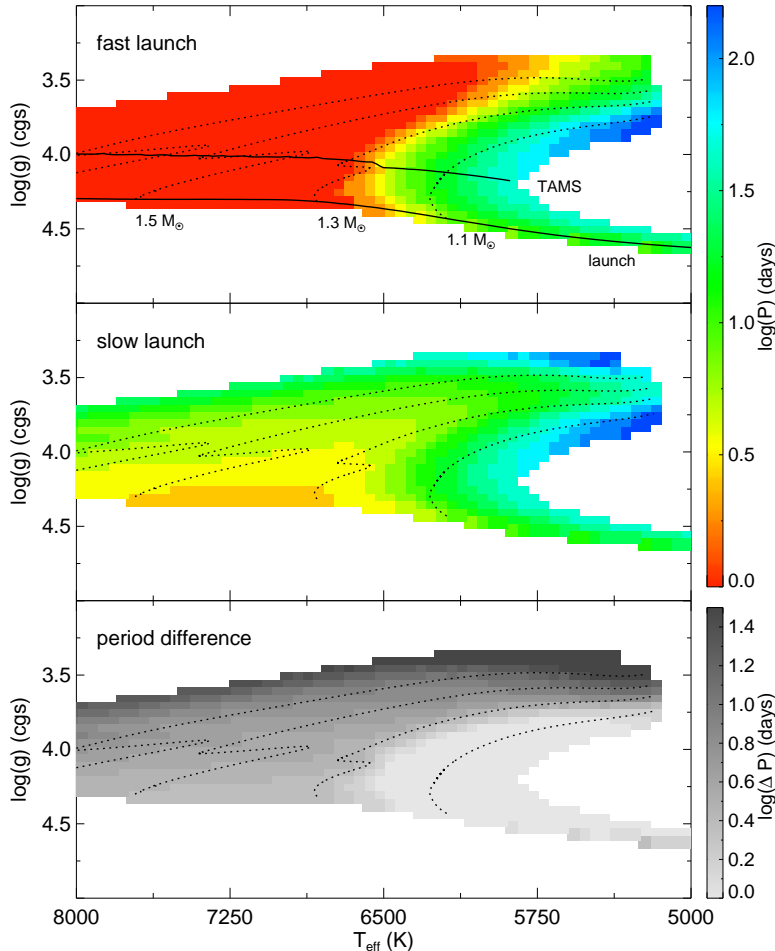 fast launch
3.5
4.0
4.5
log(g) (cgs)
TAMS
1.5 M☉
1.3 M☉
1.1 M☉
launch
2.0
1.5
1.0
0.5
0.0
log(P) (days)
slow launch
3.5
4.0
4.5
log(g) (cgs)
period difference
3.5
4.0
4.5
log(g) (cgs)
1.4
1.2
1.0
0.8
0.6
0.4
0.2
0.0
log(Δ P) (days)
8000 7250 6500 5750 5000
T_eff (K)